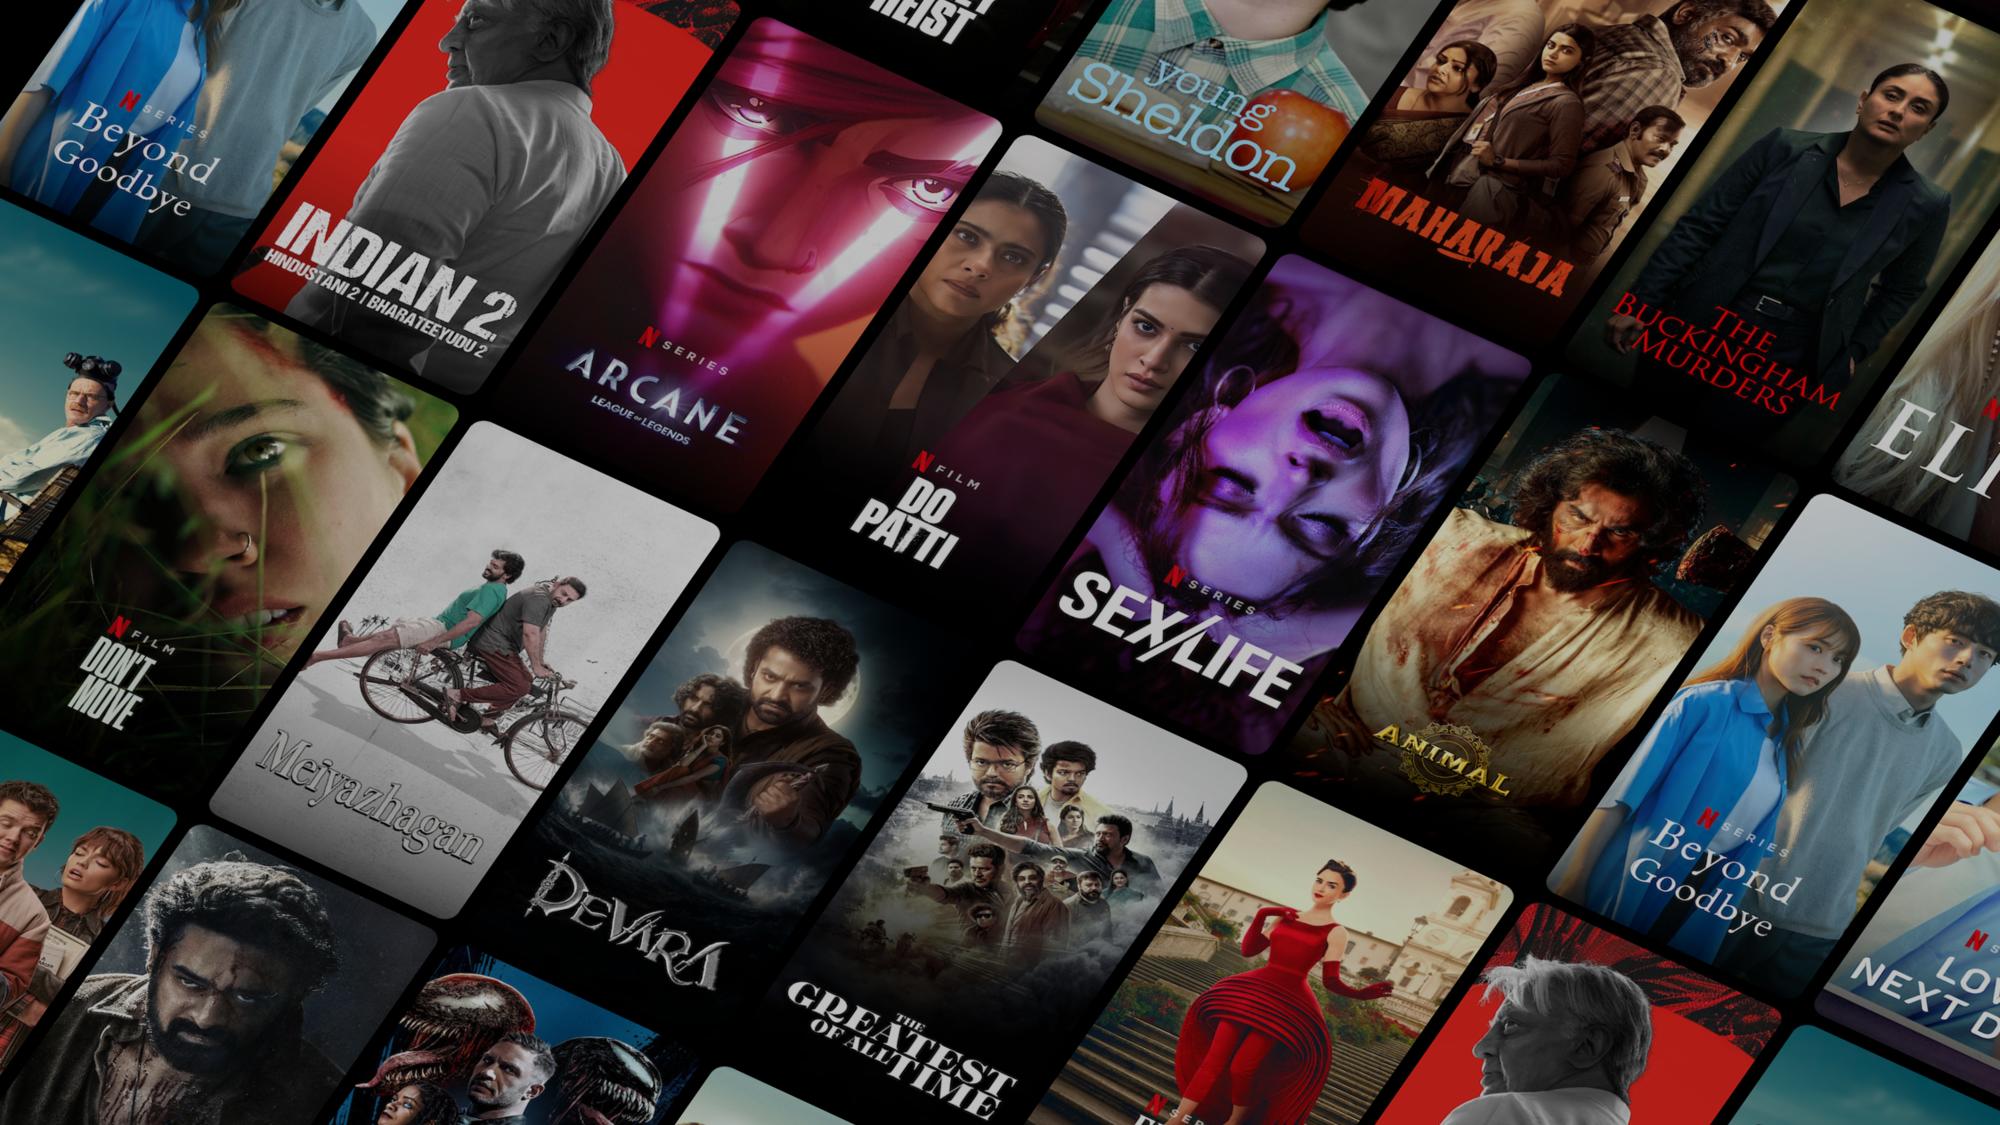 HEIST
young
Sheldon
MAHARAJA
THE
BUCKINGHAM
MURDERS
N SERIES
Beyond
Goodbye
INDIAN 2
HINDUSTANI 2 | BHARATEEYUDU 2
N SERIES
ARCANE
LEAGUE OF LEGENDS
N FILM
DO
PATTI
N SERIES
SEX/LIFE
ANIMAL
N FILM
DON'T
MOVE
Meiyazhagan
DEVARA
THE
GREATEST
OF ALL TIME
N SERIES
Beyond
Goodbye
NEXT D
N SERIES